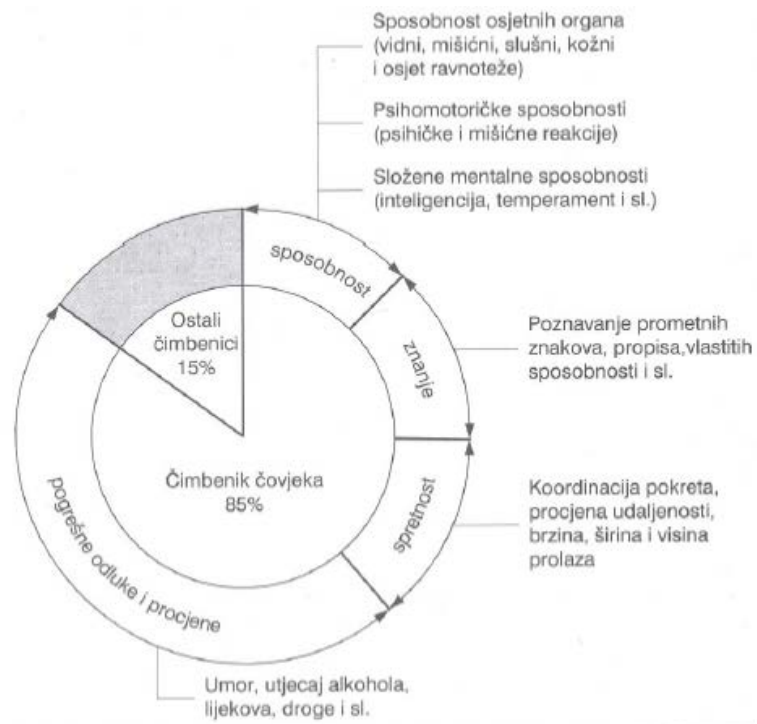 Sposobnost osjetnih organa
(vidni, mišićni, slušni, kožni
i osjet ravnoteže)
Psihomotoričke sposobnosti
(psihičke i mišićne reakcije)
Složene mentalne sposobnosti
(inteligencija, temperament i sl.)
sposobnost
Ostali
čimbenici
15%
znanje
Poznavanje prometnih
znakova, propisa,vlastitih
sposobnosti i sl.
Čimbenik čovjeka
85%
spretnost
Koordinacija pokreta,
procjena udaljenosti,
brzina, širina i visina
prolaza
pogrešne odluke i procjene
Umor, utjecaj alkohola,
lijekova, droge i sl.